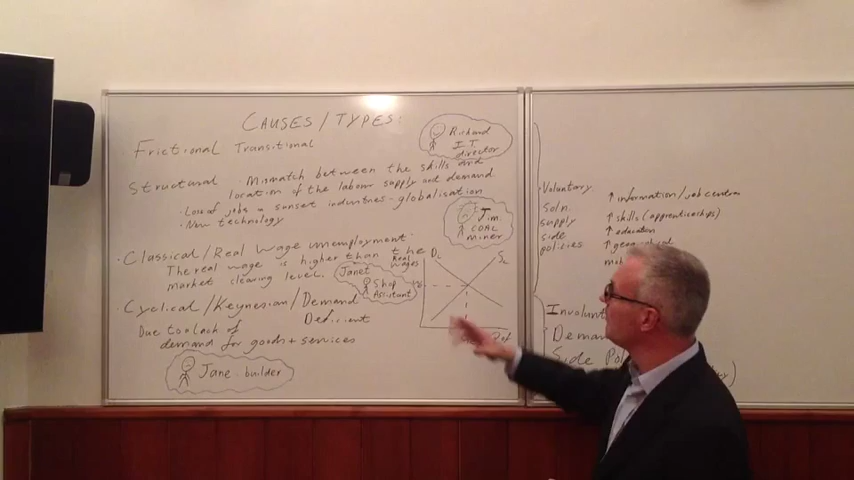 CAUSES/TYPES:
Frictional Transitional
Richard
I.T.
director
Structural - Mismatch between the skills and
location of the labour supply and demand
- Loss of jobs - sunset industries - globalisation
- New technology
Jim.
COAL
miner
- Classical/Real Wage unemployment -
The real wage is higher than the
market clearing level.
Janet
Shop
Assistant
Real
Wages
DL
SL
Cyclical/Keynesian/Demand
Deficient
Due to a lack of
demand for goods + services
Jane - builder
Voluntary
Soln.
supply
side
policies
↑ information/job centres
↑ skills (apprenticeships)
↑ education
↑
Demand
Side